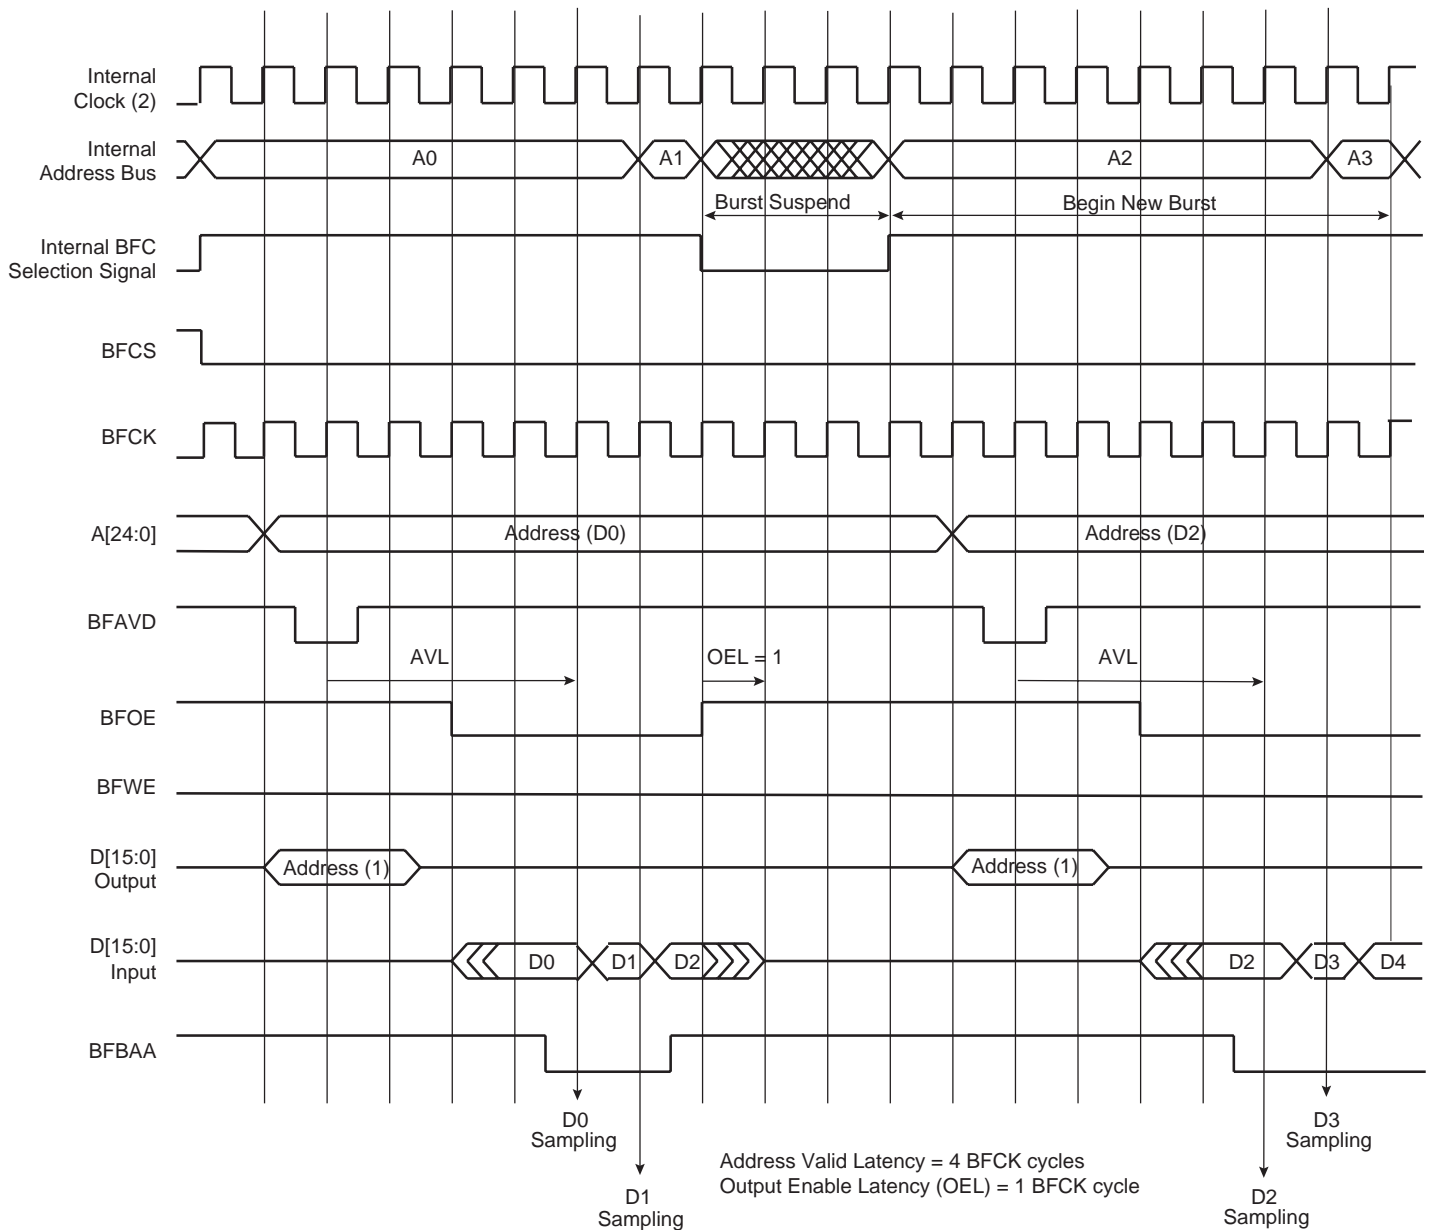 Internal
Clock (2)
Internal
Address Bus
A0
A1
A2
A3
Burst Suspend
Begin New Burst
Internal BFC
Selection Signal
BFCS
BFCK
A[24:0]
Address (D0)
Address (D2)
BFAVD
AVL
OEL = 1
AVL
BFOE
BFWE
D[15:0]
Output
Address (1)
Address (1)
D[15:0]
Input
D0
D1
D2
D2
D3
D4
BFBAA
D0
Sampling
D3
Sampling
Address Valid Latency = 4 BFCK cycles
Output Enable Latency (OEL) = 1 BFCK cycle
D1
Sampling
D2
Sampling